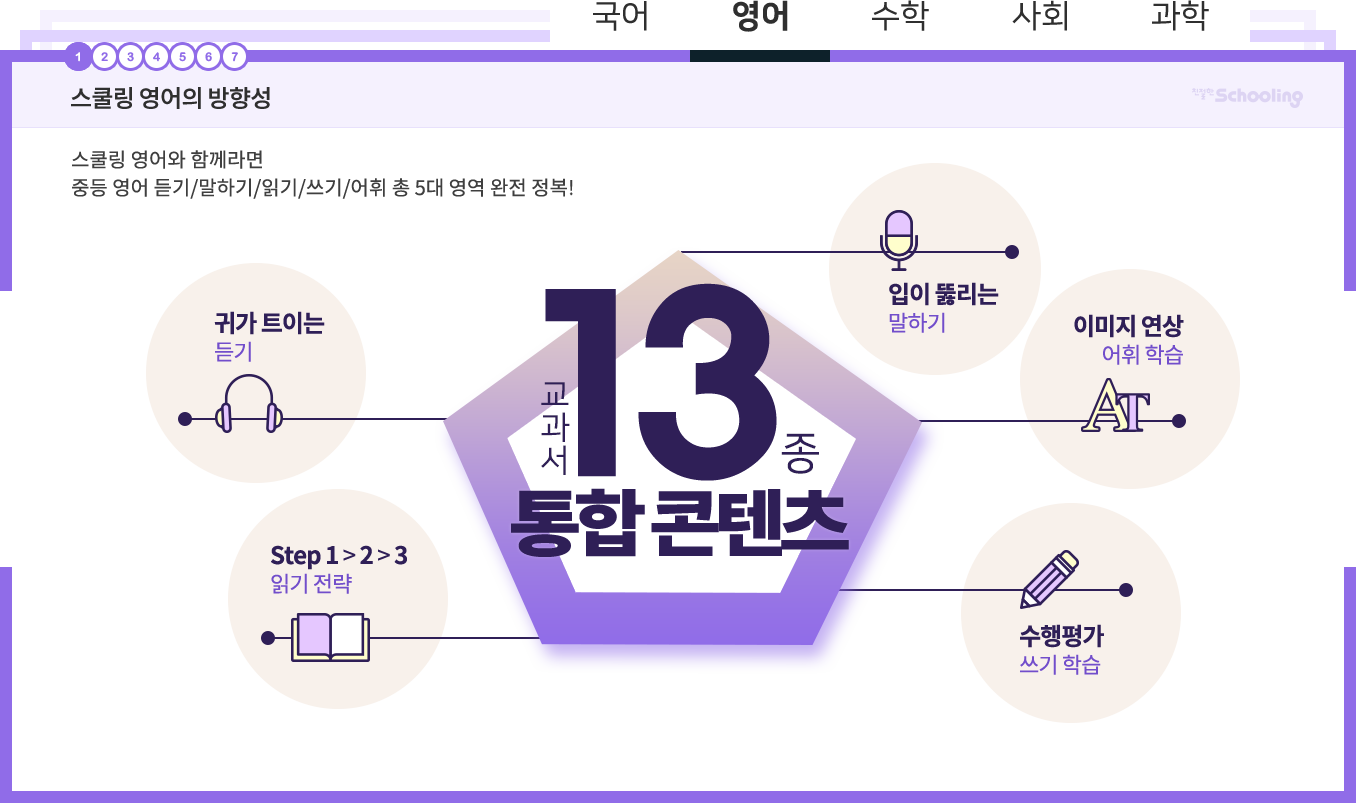 국어 영어 수학 사회 과학
1 2 3 4 5 6 7
스쿨링 영어의 방향성
진정한 Schooling
스쿨링 영어와 함께라면
중등 영어 듣기/말하기/읽기/쓰기/어휘 총 5대 영역 완전 정복!
귀가 트이는
듣기
Step 1 > 2 > 3
읽기 전략
교과서 13종
통합 콘텐츠
입이 뚫리는
말하기
이미지 연상
어휘 학습
AT
수행평가
쓰기 학습